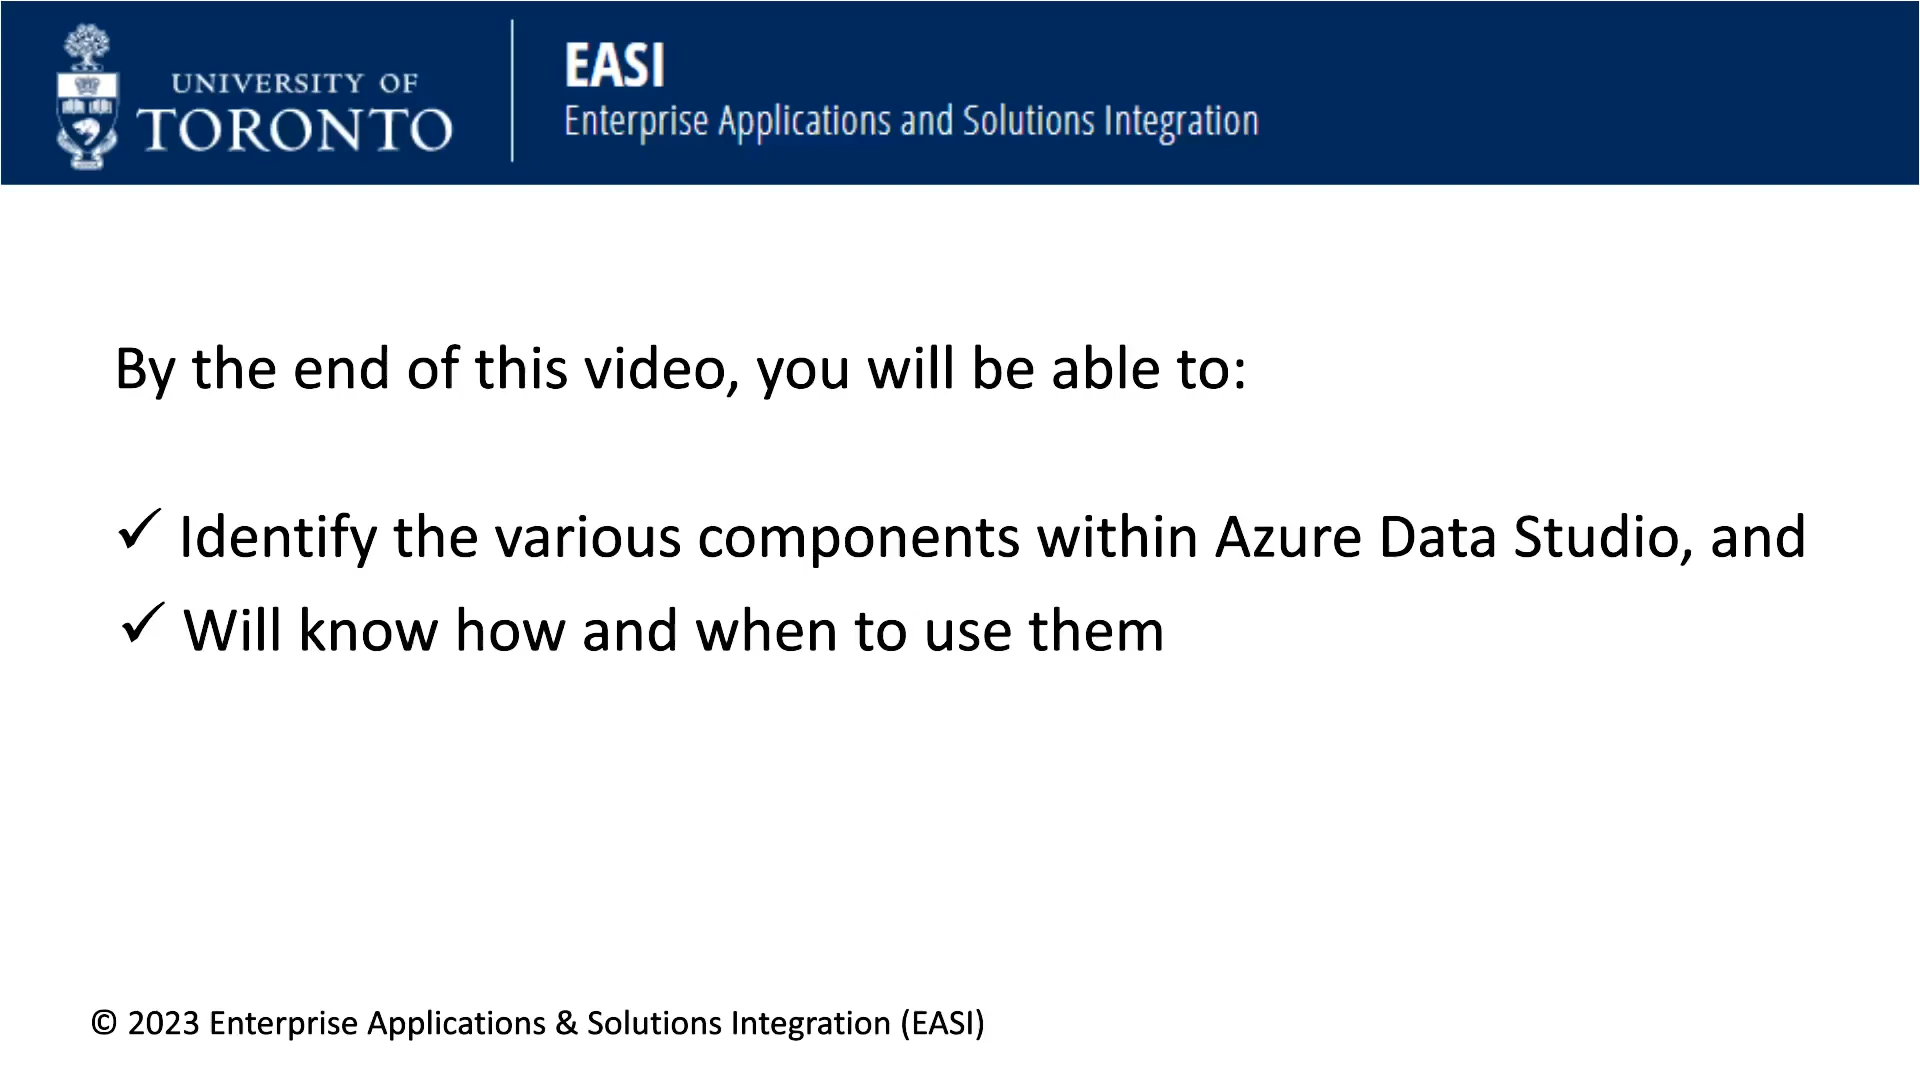 UNIVERSITY OF
TORONTO
EASI
Enterprise Applications and Solutions Integration
By the end of this video, you will be able to:
✓ Identify the various components within Azure Data Studio, and
✓ Will know how and when to use them
© 2023 Enterprise Applications & Solutions Integration (EASI)